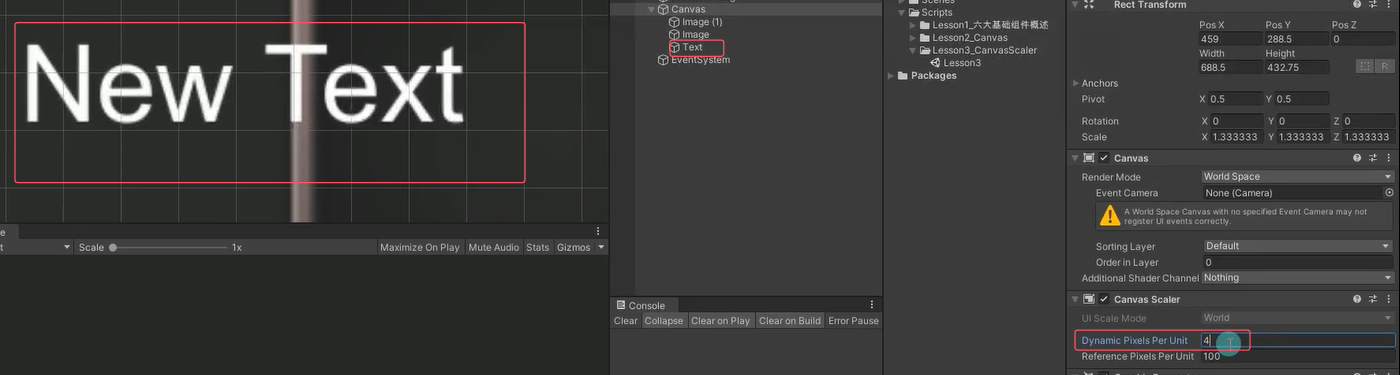 New Text
e
t
Scale
1x
Maximize On Play
Mute Audio
Stats
Gizmos
Canvas
Image (1)
Image
Text
EventSystem
Console
Clear
Collapse
Clear on Play
Clear on Build
Error Pause
Scenes
Scripts
Lesson1_六大基础组件概述
Lesson2_Canvas
Lesson3_CanvasScaler
Lesson3
Packages
Rect Transform
Pos X Pos Y Pos Z
459 288.5 0
Width Height
688.5 432.75
R
Anchors
Pivot X 0.5 Y 0.5
Rotation X 0 Y 0 Z 0
Scale X 1.333333 Y 1.333333 Z 1.333333
Canvas
Render Mode World Space
Event Camera None (Camera)
A World Space Canvas with no specified Event Camera may not
register UI events correctly.
Sorting Layer Default
Order in Layer 0
Additional Shader Channel Nothing
Canvas Scaler
UI Scale Mode World
Dynamic Pixels Per Unit 4
Reference Pixels Per Unit 100